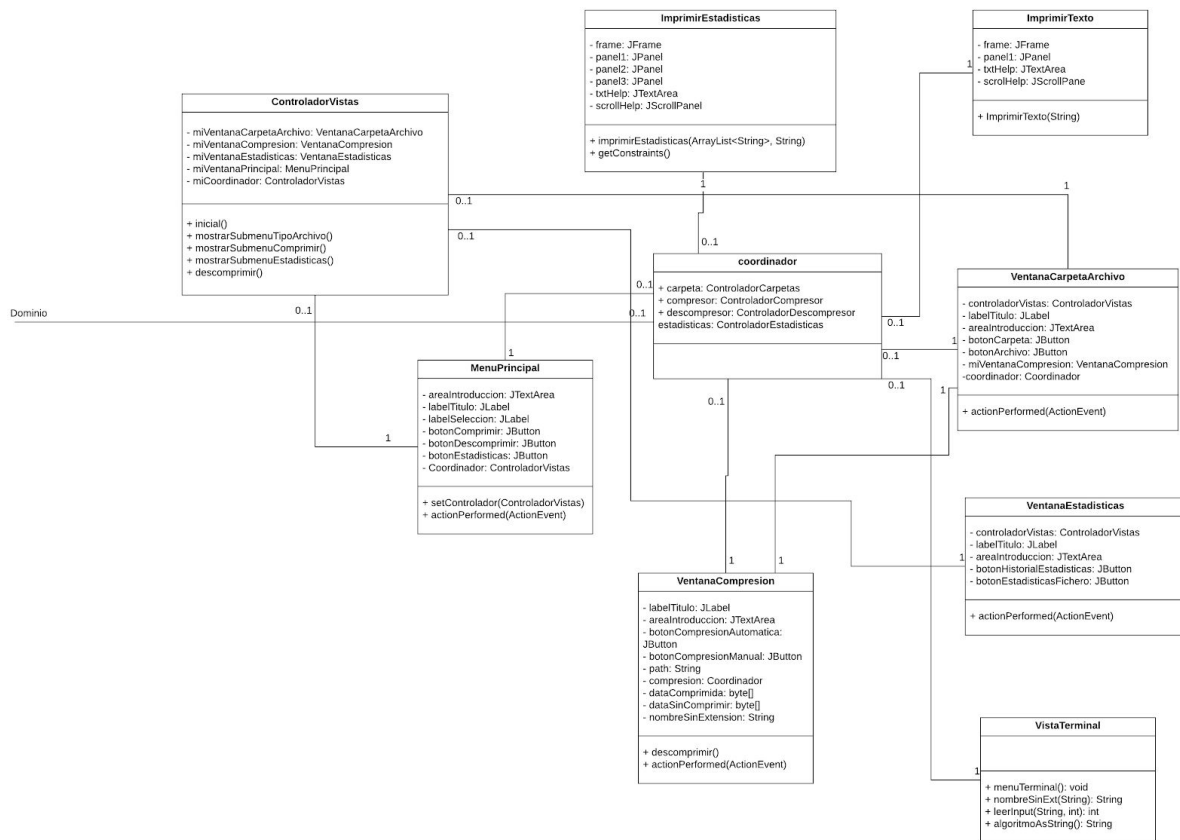 ImprimirEstadisticas
- frame: JFrame
- panel1: JPanel
- panel2: JPanel
- panel3: JPanel
- txtHelp: JTextArea
- scrollHelp: JScrollPanel
+ imprimirEstadisticas(ArrayList<String>, String)
+ getConstraints()
1
0..1
ImprimirTexto
- frame: JFrame
- panel1: JPanel
- txtHelp: JTextArea
- scrolHelp: JScrollPane
+ ImprimirTexto(String)
1
ControladorVistas
- miVentanaCarpetaArchivo: VentanaCarpetaArchivo
- miVentanaCompresion: VentanaCompresion
- miVentanaEstadisticas: VentanaEstadisticas
- miVentanaPrincipal: MenuPrincipal
- miCoordinador: ControladorVistas
+ inicial()
+ mostrarSubmenuTipoArchivo()
+ mostrarSubmenuComprimir()
+ mostrarSubmenuEstadisticas()
+ descomprimir()
0..1
0..1
0..1
1
Dominio
coordinador
+ carpeta: ControladorCarpetas
+ compresor: ControladorCompresor
+ descompresor: ControladorDescompresor
estadisticas: ControladorEstadisticas
0..1
0..1
0..1
0..1
0..1
0..1
VentanaCarpetaArchivo
- controladorVistas: ControladorVistas
- labelTitulo: JLabel
- areaIntroduccion: JTextArea
- botonCarpeta: JButton
- botonArchivo: JButton
- miVentanaCompresion: VentanaCompresion
-coordinador: Coordinador
+ actionPerformed(ActionEvent)
1
1
MenuPrincipal
- areaIntroduccion: JTextArea
- labelTitulo: JLabel
- labelSeleccion: JLabel
- botonComprimir: JButton
- botonDescomprimir: JButton
- botonEstadisticas: JButton
- Coordinador: ControladorVistas
+ setControlador(ControladorVistas)
+ actionPerformed(ActionEvent)
1
1
VentanaEstadisticas
- controladorVistas: ControladorVistas
- labelTitulo: JLabel
- areaIntroduccion: JTextArea
- botonHistorialEstadisticas: JButton
- botonEstadisticasFichero: JButton
+ actionPerformed(ActionEvent)
1
1
1
VentanaCompresion
- labelTitulo: JLabel
- areaIntroduccion: JTextArea
- botonCompresionAutomatica:
JButton
- botonCompresionManual: JButton
- path: String
- compresion: Coordinador
- dataComprimida: byte[]
- dataSinComprimir: byte[]
- nombreSinExtension: String
+ descomprimir()
+ actionPerformed(ActionEvent)
VistaTerminal
1
+ menuTerminal(): void
+ nombreSinExt(String): String
+ leerInput(String, int): int
+ algoritmoAsString(): String